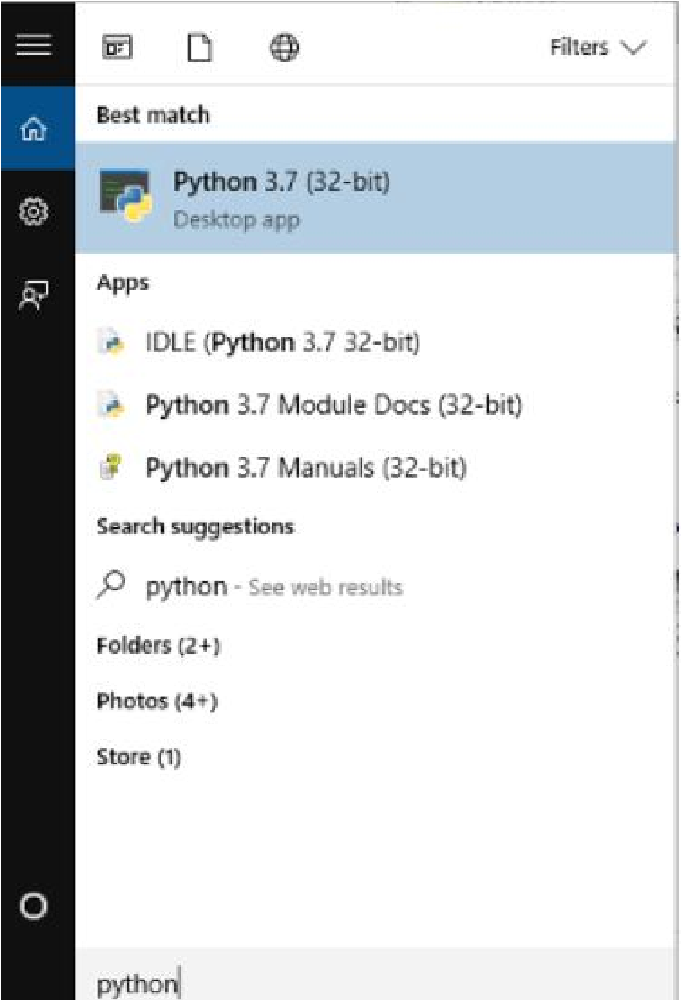 Filters
Best match
Python 3.7 (32-bit)
Desktop app
Apps
IDLE (Python 3.7 32-bit)
Python 3.7 Module Docs (32-bit)
Python 3.7 Manuals (32-bit)
Search suggestions
python - See web results
Folders (2+)
Photos (4+)
Store (1)
python